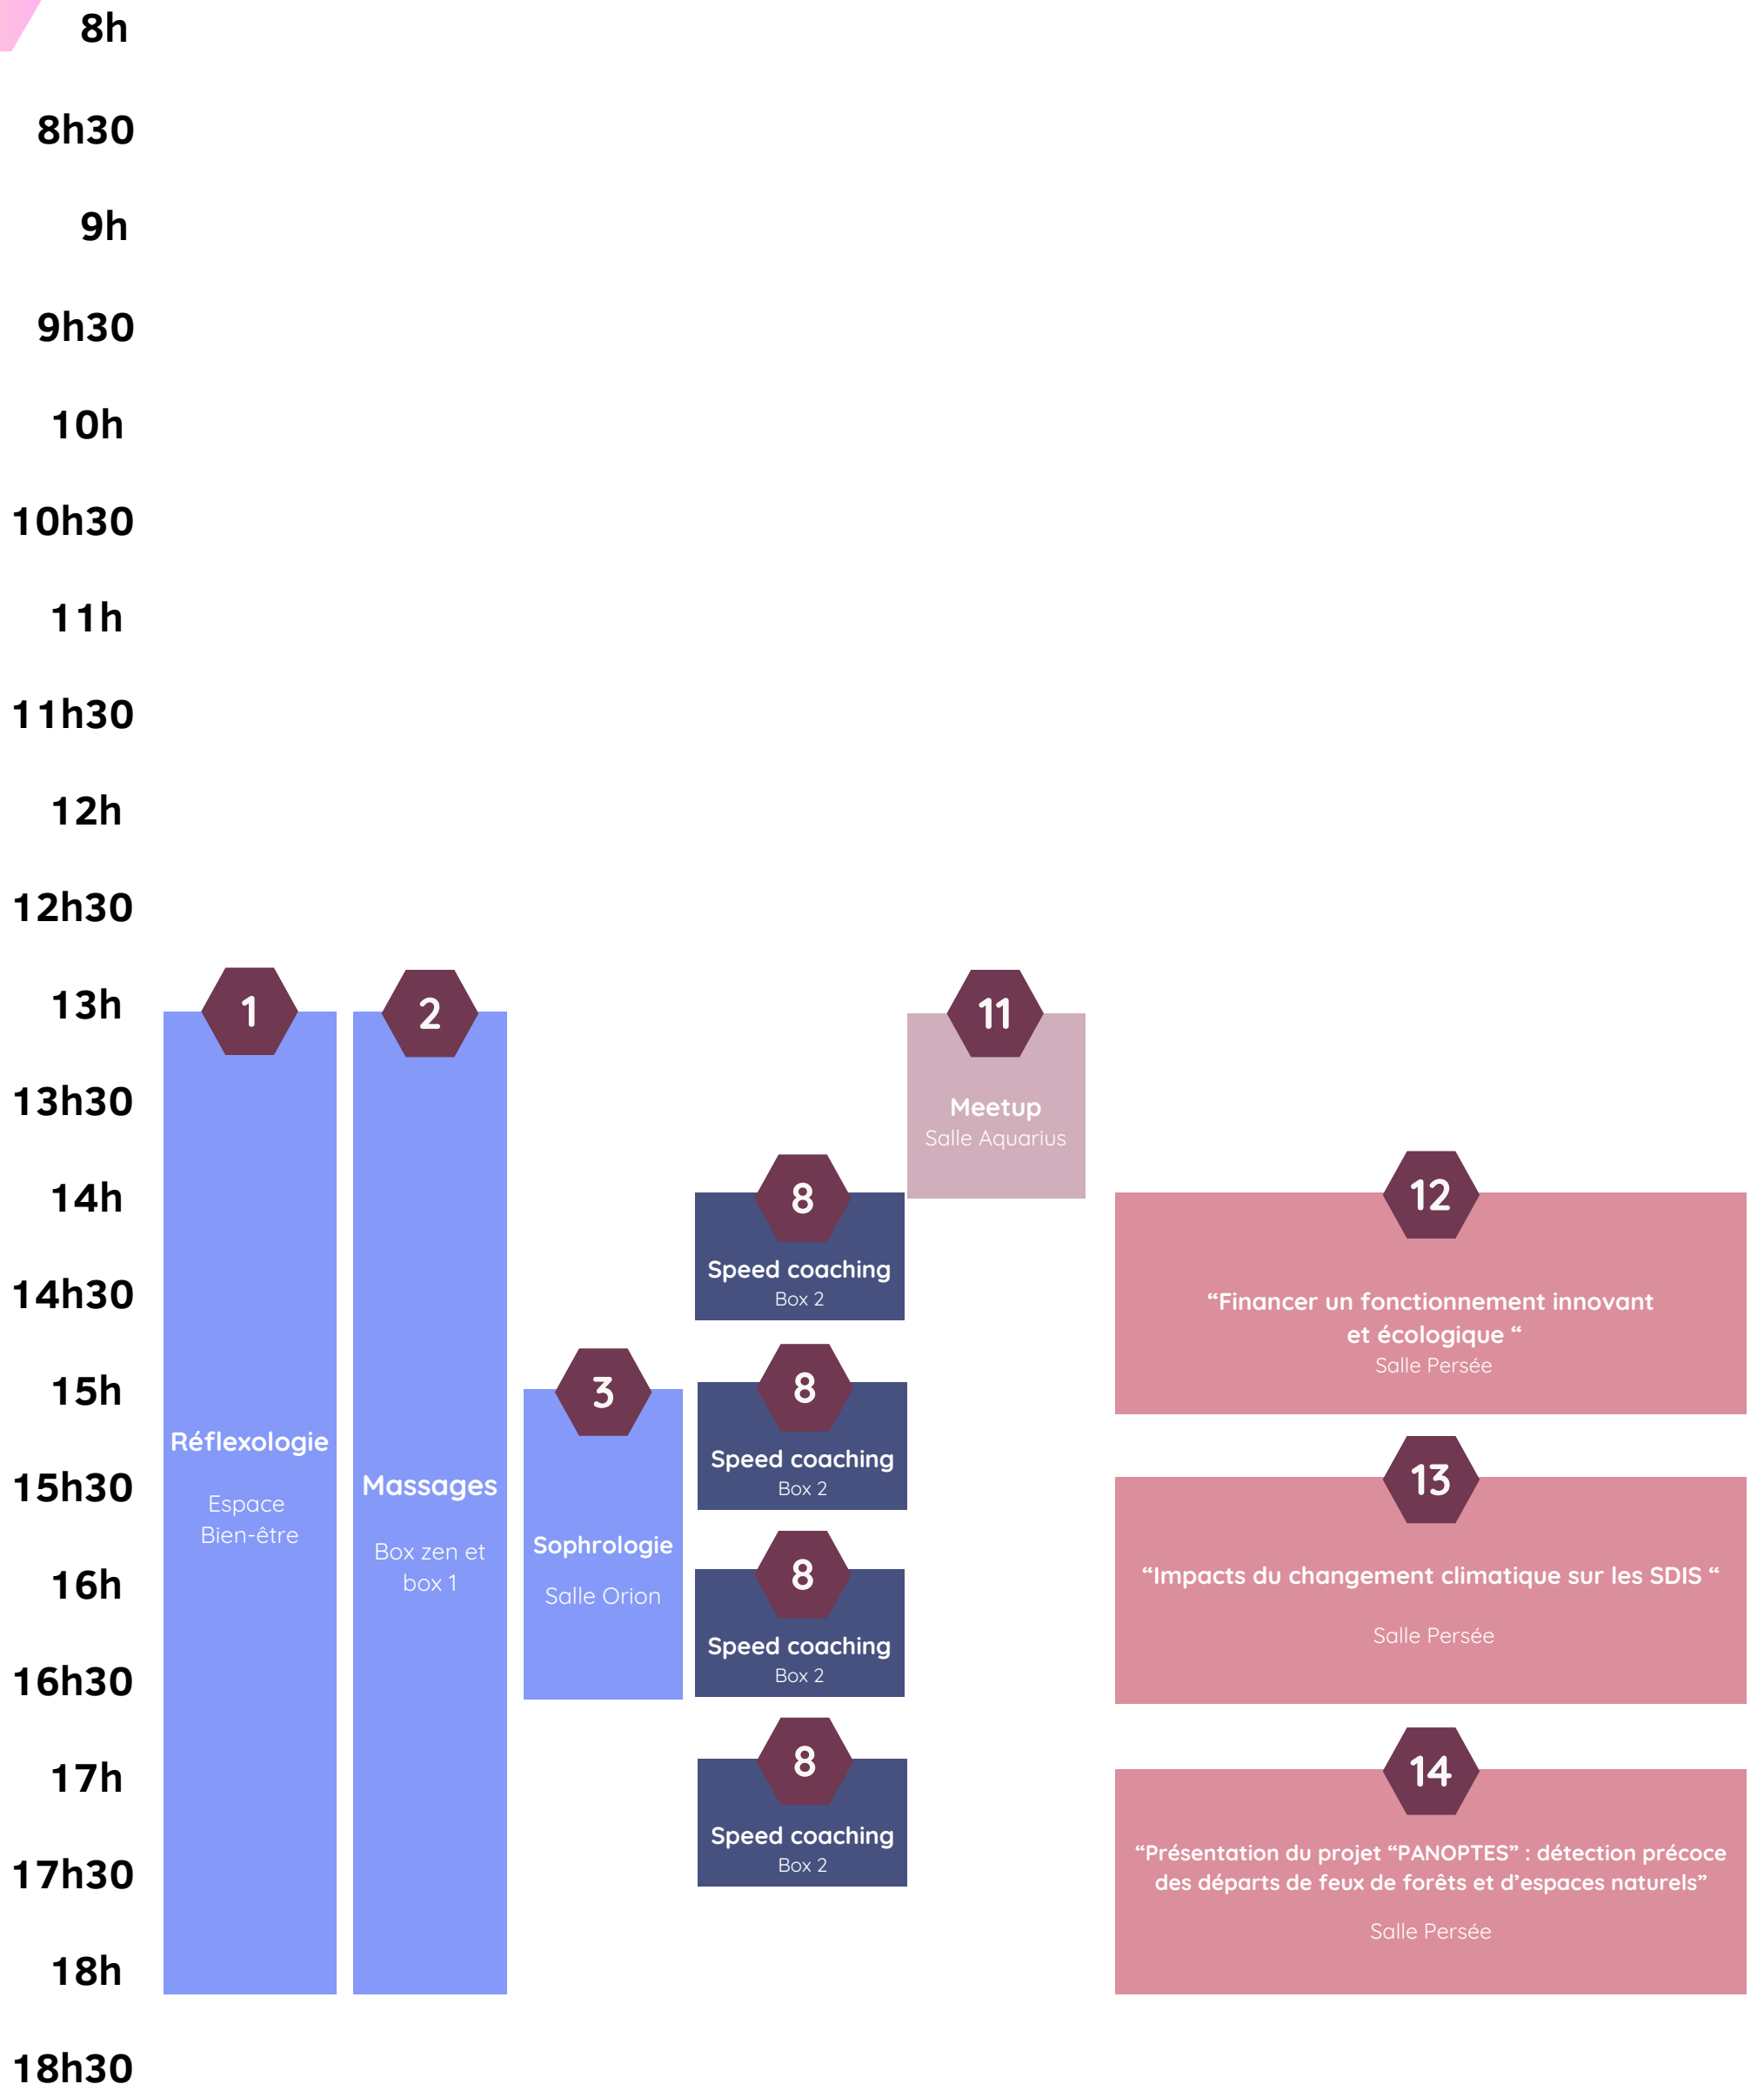 8h
8h30
9h
9h30
10h
10h30
11h
11h30
12h
12h30
13h
13h30
14h
14h30
15h
15h30
16h
16h30
17h
17h30
18h
18h30
1
Réflexologie
Espace
Bien-être
2
Massages
Box zen et
box 1
3
Sophrologie
Salle Orion
8
Speed coaching
Box 2
8
Speed coaching
Box 2
8
Speed coaching
Box 2
8
Speed coaching
Box 2
11
Meetup
Salle Aquarius
12
“Financer un fonctionnement innovant
et écologique “
Salle Persée
13
“Impacts du changement climatique sur les SDIS “
Salle Persée
14
“Présentation du projet “PANOPTES” : détection précoce
des départs de feux de forêts et d’espaces naturels”
Salle Persée